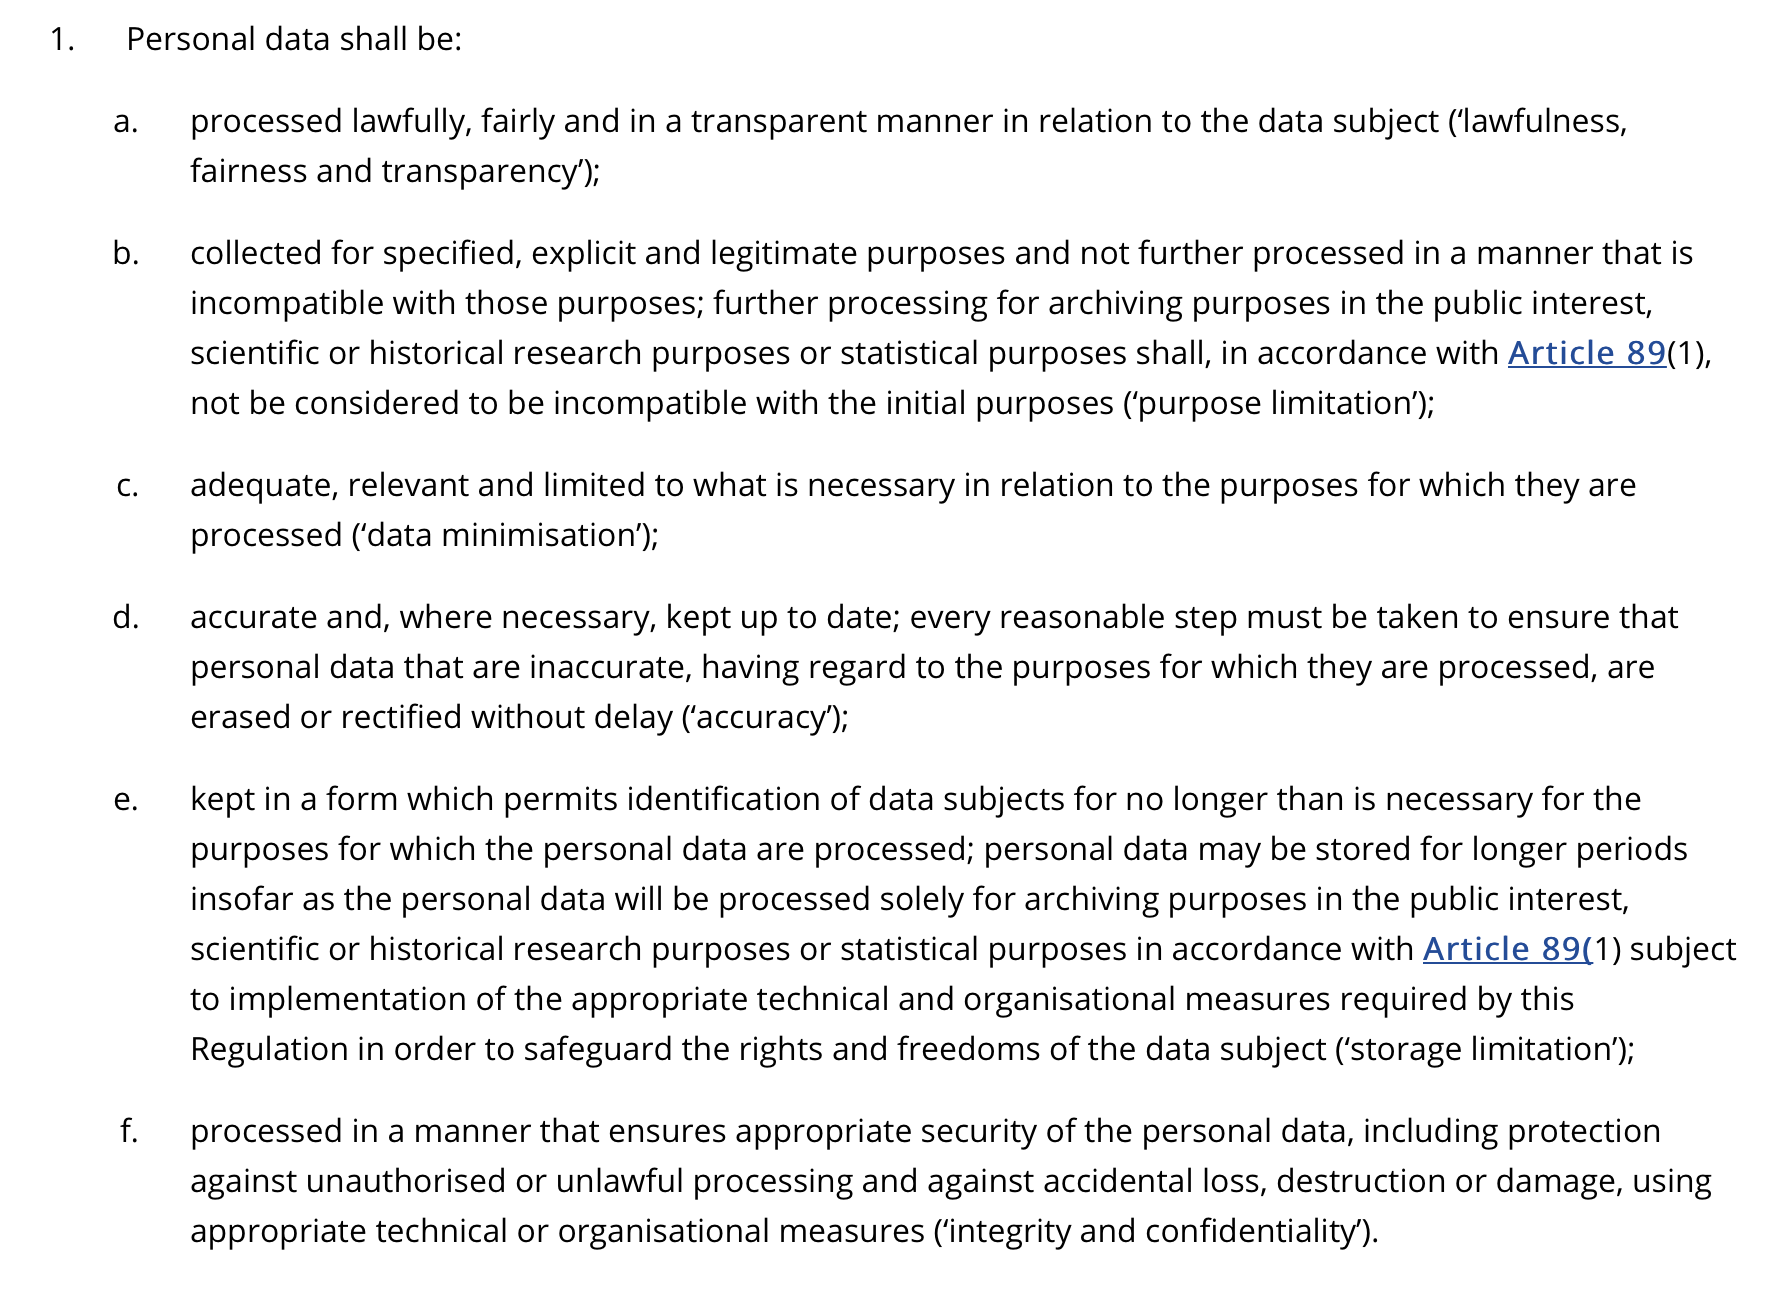 1. Personal data shall be:
a. processed lawfully, fairly and in a transparent manner in relation to the data subject (‘lawfulness,
fairness and transparency’);
b. collected for specified, explicit and legitimate purposes and not further processed in a manner that is
incompatible with those purposes; further processing for archiving purposes in the public interest,
scientific or historical research purposes or statistical purposes shall, in accordance with Article 89(1),
not be considered to be incompatible with the initial purposes (‘purpose limitation’);
c. adequate, relevant and limited to what is necessary in relation to the purposes for which they are
processed (‘data minimisation’);
d. accurate and, where necessary, kept up to date; every reasonable step must be taken to ensure that
personal data that are inaccurate, having regard to the purposes for which they are processed, are
erased or rectified without delay (‘accuracy’);
e. kept in a form which permits identification of data subjects for no longer than is necessary for the
purposes for which the personal data are processed; personal data may be stored for longer periods
insofar as the personal data will be processed solely for archiving purposes in the public interest,
scientific or historical research purposes or statistical purposes in accordance with Article 89(1) subject
to implementation of the appropriate technical and organisational measures required by this
Regulation in order to safeguard the rights and freedoms of the data subject (‘storage limitation’);
f. processed in a manner that ensures appropriate security of the personal data, including protection
against unauthorised or unlawful processing and against accidental loss, destruction or damage, using
appropriate technical or organisational measures (‘integrity and confidentiality’).